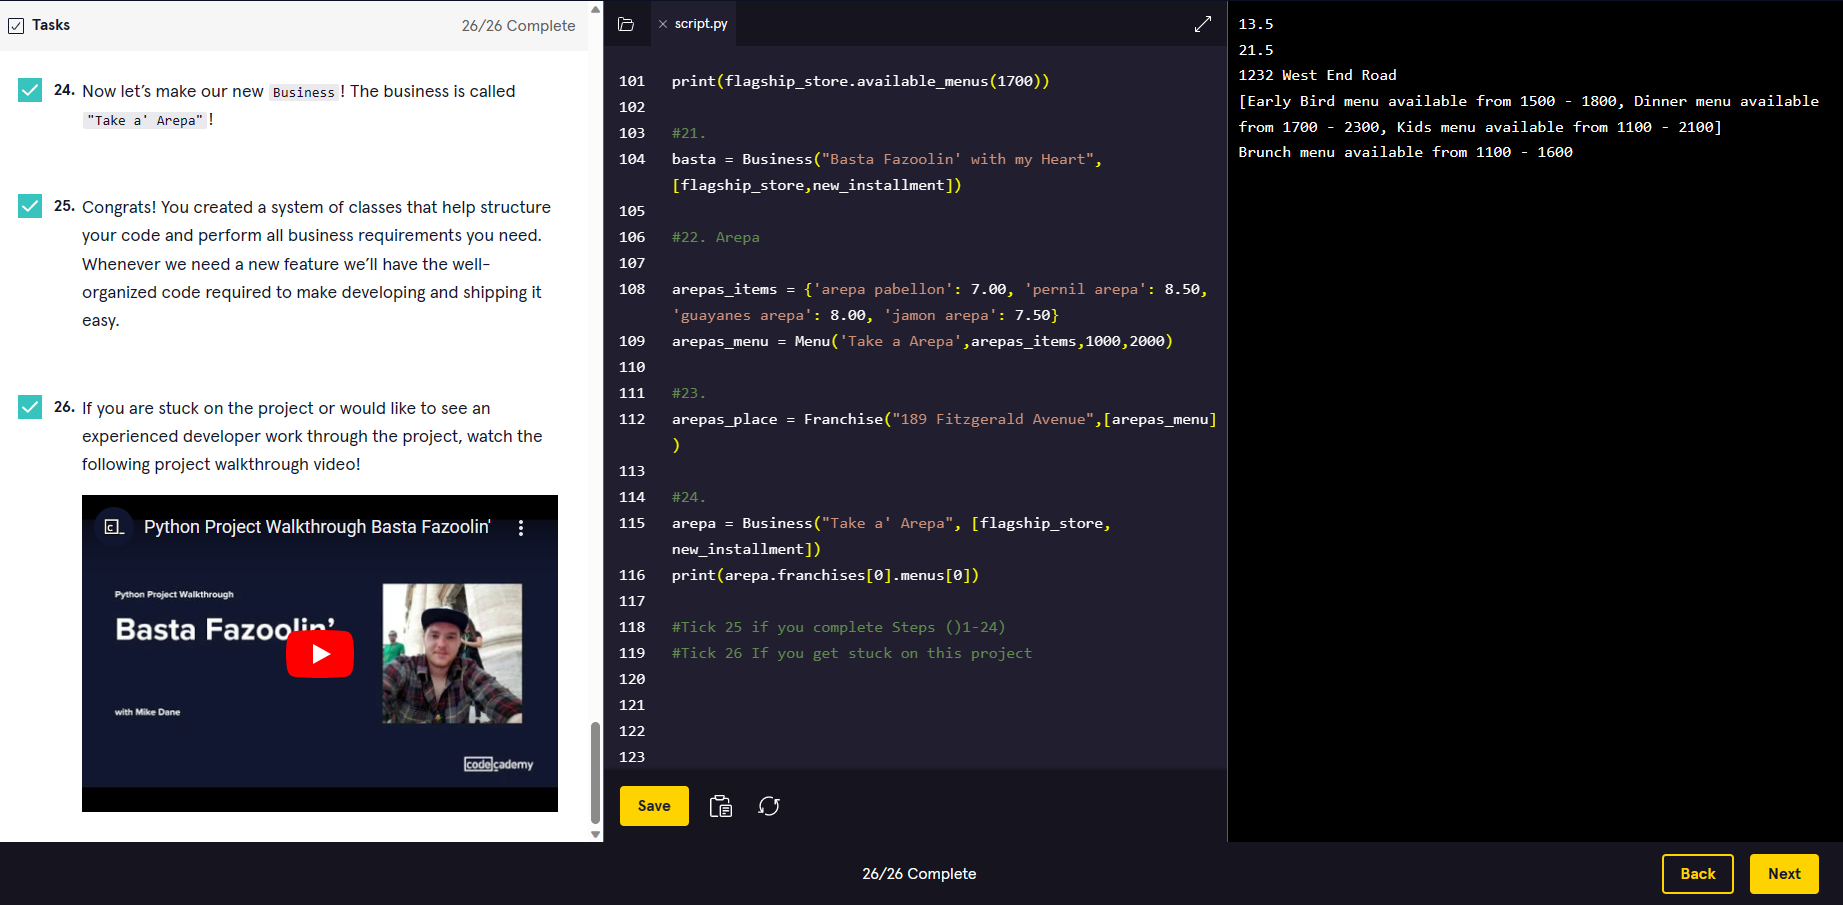 Tasks
26/26 Complete
24. Now let's make our new Business! The business is called
"Take a' Arepa"!
25. Congrats! You created a system of classes that help structure
your code and perform all business requirements you need.
Whenever we need a new feature we'll have the well-
organized code required to make developing and shipping it
easy.
26. If you are stuck on the project or would like to see an
experienced developer work through the project, watch the
following project walkthrough video!
Python Project Walkthrough Basta Fazoolin'
Python Project Walkthrough
Basta Fazoolin'
with Mike Dane
codecademy
script.py
101 print(flagship_store.available_menus(1700))
102
103 #21.
104 basta = Business("Basta Fazoolin' with my Heart",
[flagship_store,new_installment])
105
106 #22. Arepa
107
108 arepas_items = {'arepa pabellon': 7.00, 'pernil arepa': 8.50,
'guayanes arepa': 8.00, 'jamon arepa': 7.50}
109 arepas_menu = Menu('Take a Arepa',arepas_items,1000,2000)
110
111 #23.
112 arepas_place = Franchise("189 Fitzgerald Avenue",[arepas_menu]
)
113
114 #24.
115 arepa = Business("Take a' Arepa", [flagship_store,
new_installment])
116 print(arepa.franchises[0].menus[0])
117
118 #Tick 25 if you complete Steps ()1-24)
119 #Tick 26 If you get stuck on this project
120
121
122
123
Save
13.5
21.5
1232 West End Road
[Early Bird menu available from 1500 - 1800, Dinner menu available
from 1700 - 2300, Kids menu available from 1100 - 2100]
Brunch menu available from 1100 - 1600
26/26 Complete
Back
Next